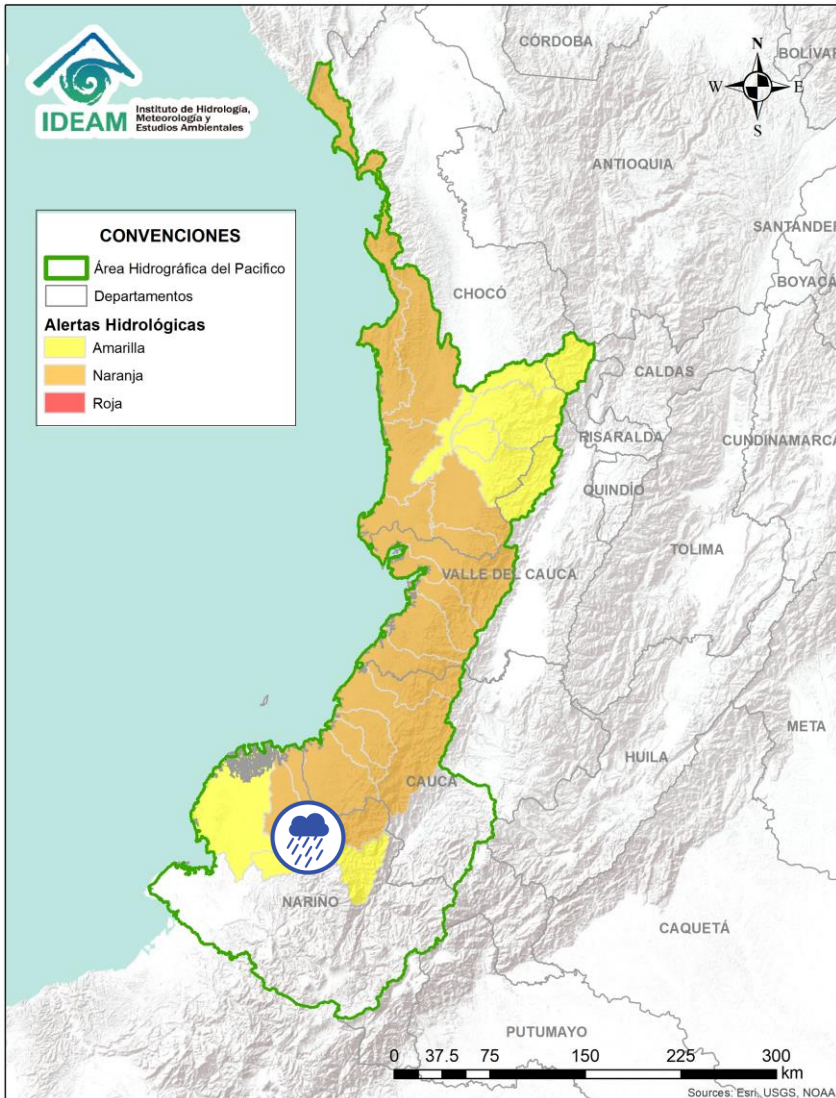 IDEAM
Instituto de Hidrología,
Meteorología y
Estudios Ambientales
CÓRDOBA
BOLÍVAR
N
W
E
S
ANTIOQUIA
SANTANDER
BOYACÁ
CONVENCIONES
Área Hidrográfica del Pacifico
Departamentos
Alertas Hidrológicas
Amarilla
Naranja
Roja
CHOCÓ
CALDAS
RISARALDA
CUNDINAMARCA
QUINDÍO
TOLIMA
VALLE DEL CAUCA
META
HUILA
CAUCA
NARIÑO
CAQUETÁ
PUTUMAYO
0 37.5 75 150 225 300
km
Sources: Esri, USGS, NOAA